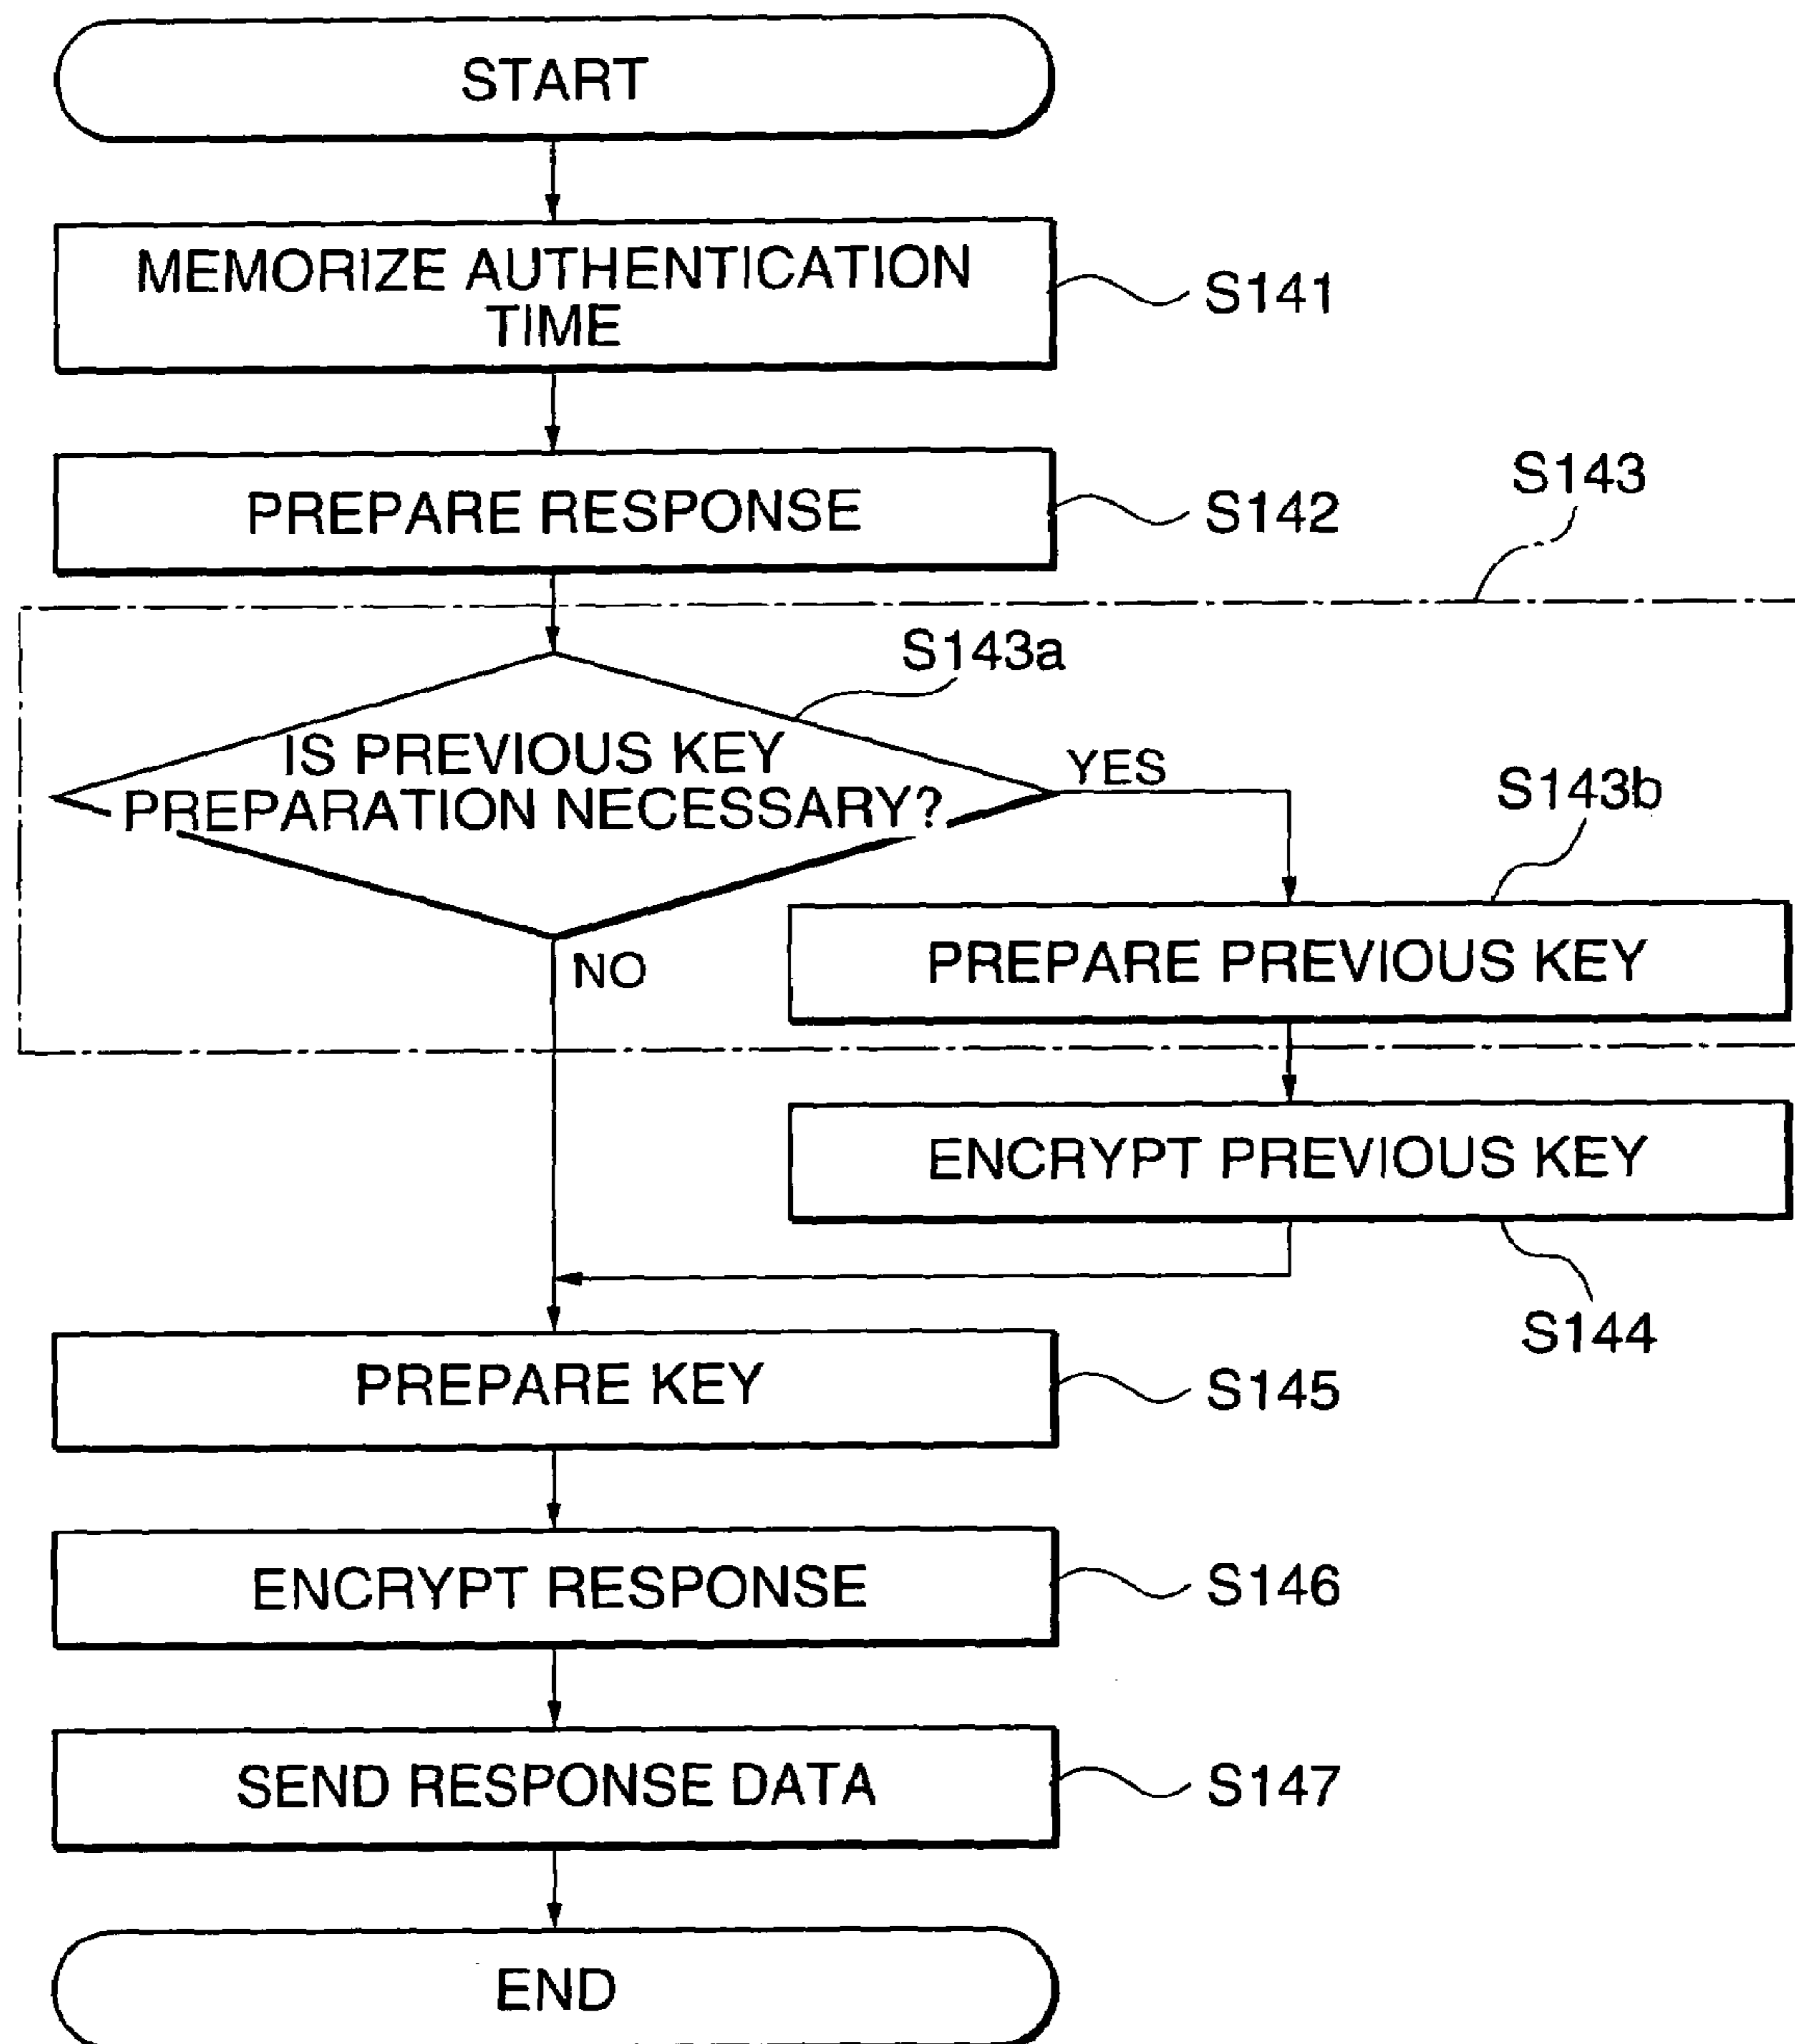 START
MEMORIZE AUTHENTICATION
TIME
S141
PREPARE RESPONSE
S142
S143
S143a
IS PREVIOUS KEY
PREPARATION NECESSARY?
YES
S143b
NO
PREPARE PREVIOUS KEY
ENCRYPT PREVIOUS KEY
S144
PREPARE KEY
S145
ENCRYPT RESPONSE
S146
SEND RESPONSE DATA
S147
END